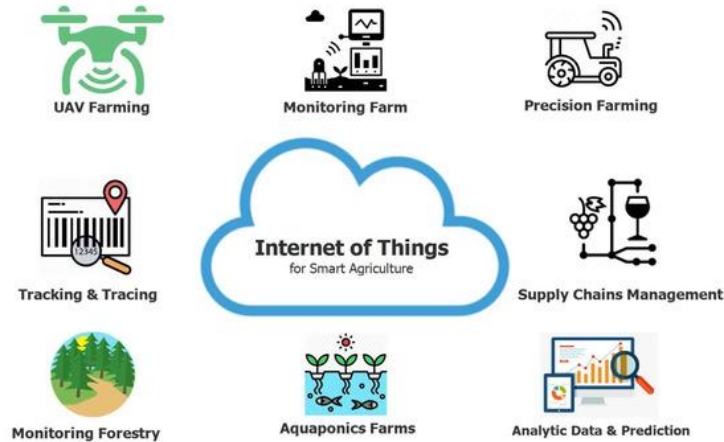 UAV Farming
Monitoring Farm
Precision Farming
Internet of Things
for Smart Agriculture
12345
Tracking & Tracing
Supply Chains Management
Monitoring Forestry
Aquaponics Farms
Analytic Data & Prediction